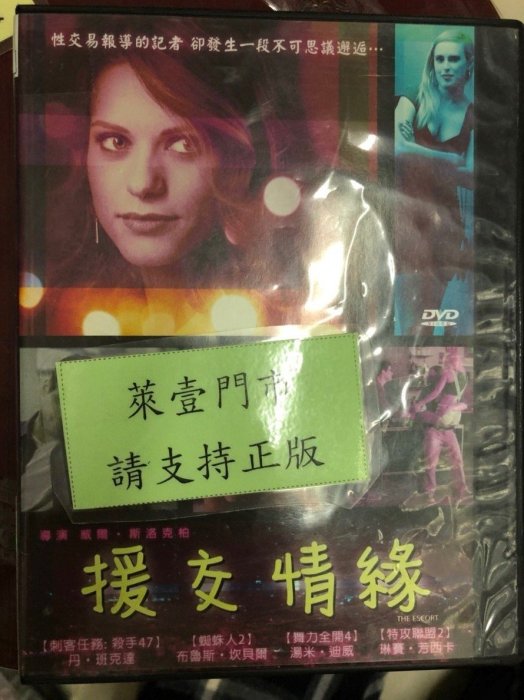 性交易報導的記者 卻發生一段不可思議邂逅…
DVD
VIDEO
萊壹門市
請支持正版
導演 威爾·斯洛克帕
援交情緣
THE ESCORT
【刺客任務: 殺手47】
丹·班克達
【蜘蛛人2】
布魯斯·坎貝爾
【舞力全開4】
湯米·迪威
【特攻聯盟2】
琳賽·芳西卡